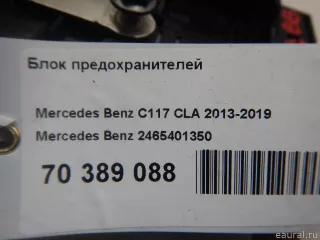 Блок предохранителей
Mercedes Benz C117 CLA 2013-2019
Mercedes Benz 2465401350
70 389 088
eaural.ru